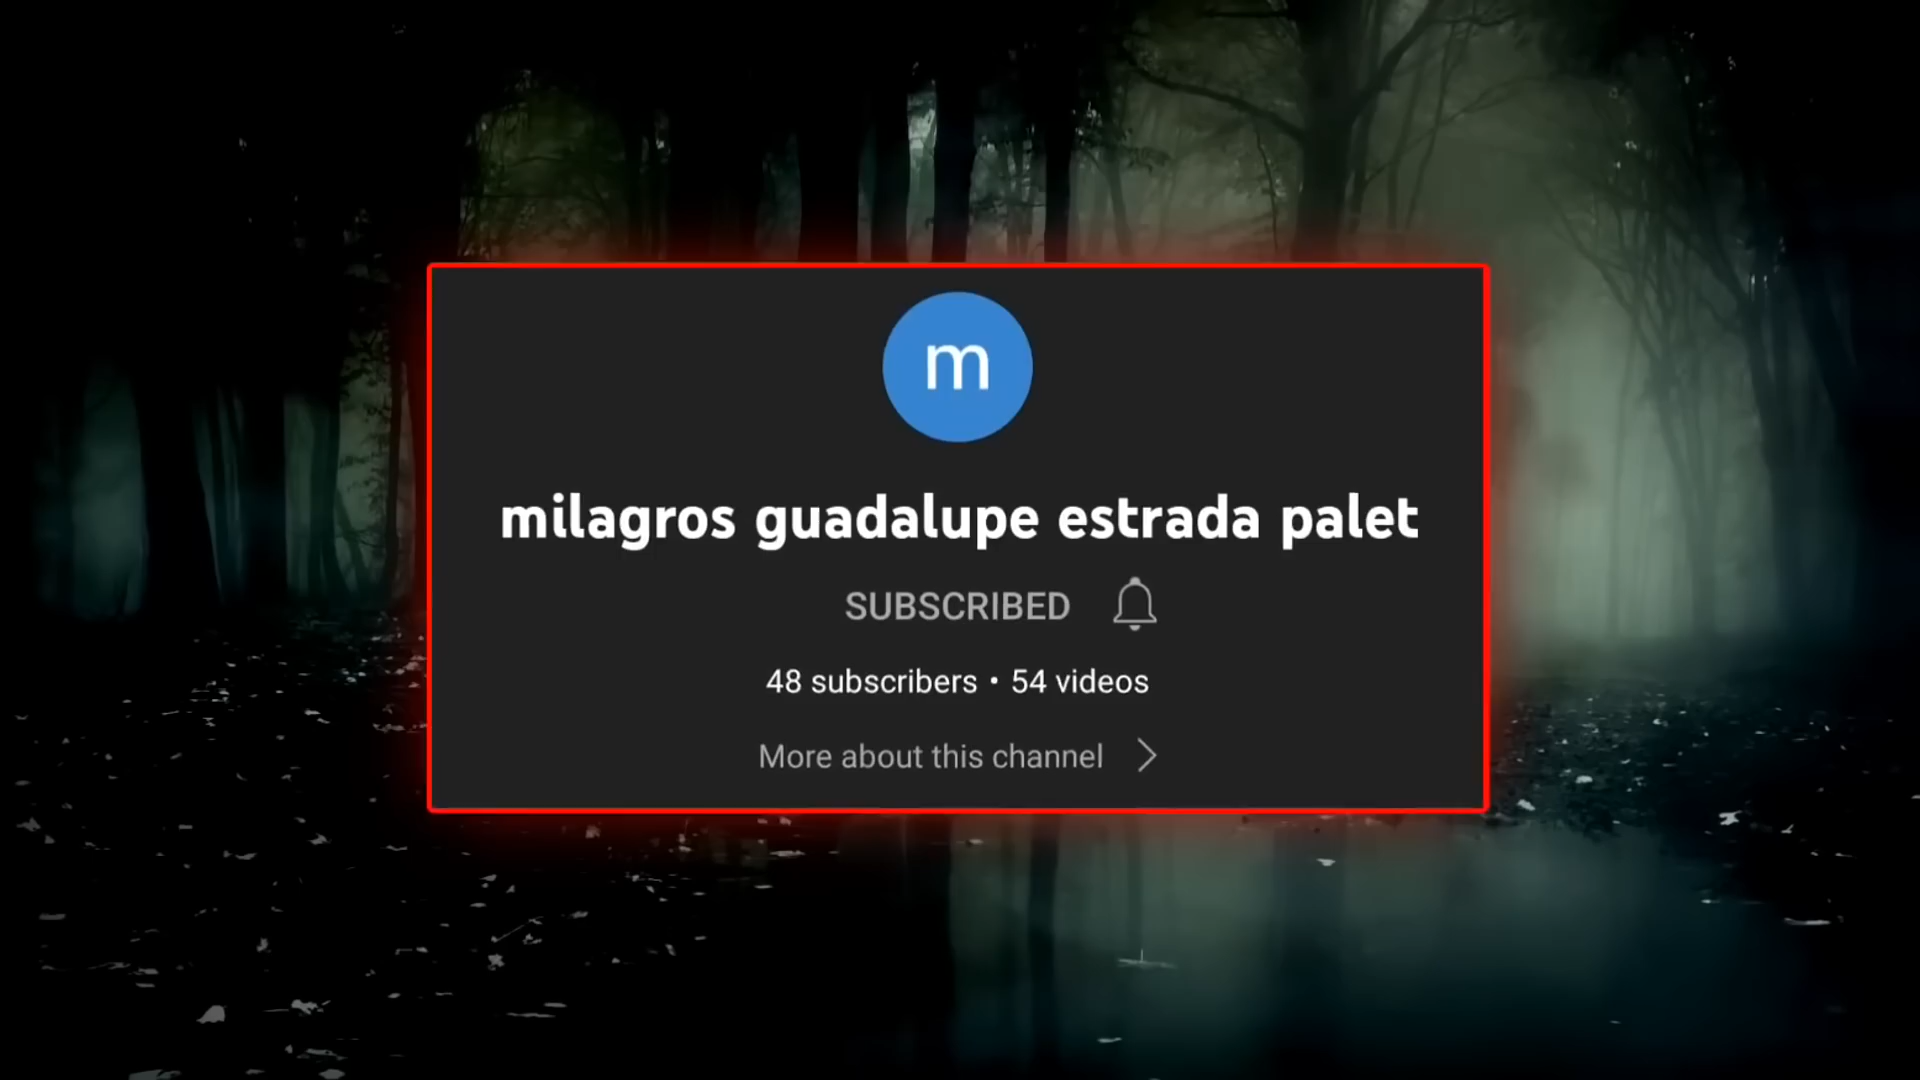 m
milagros guadalupe estrada palet
SUBSCRIBED
48 subscribers • 54 videos
More about this channel